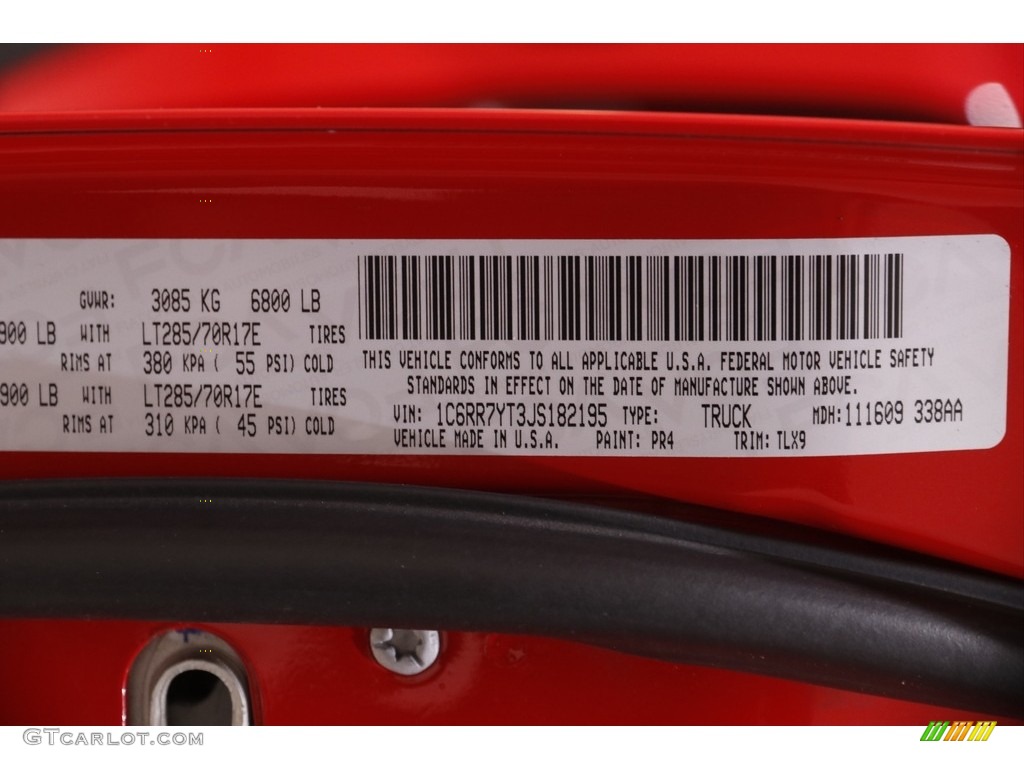 GVWR: 3085 KG 6800 LB
900 LB WITH LT285/70R17E TIRES
RIMS AT 380 KPA ( 55 PSI) COLD
900 LB WITH LT285/70R17E TIRES
RIMS AT 310 KPA ( 45 PSI) COLD
THIS VEHICLE CONFORMS TO ALL APPLICABLE U.S.A. FEDERAL MOTOR VEHICLE SAFETY
STANDARDS IN EFFECT ON THE DATE OF MANUFACTURE SHOWN ABOVE.
VIN: 1C6RR7YT3JS182195 TYPE: TRUCK MDH: 111609 338AA
VEHICLE MADE IN U.S.A. PAINT: PR4 TRIM: TLX9
GTCARLOT.COM